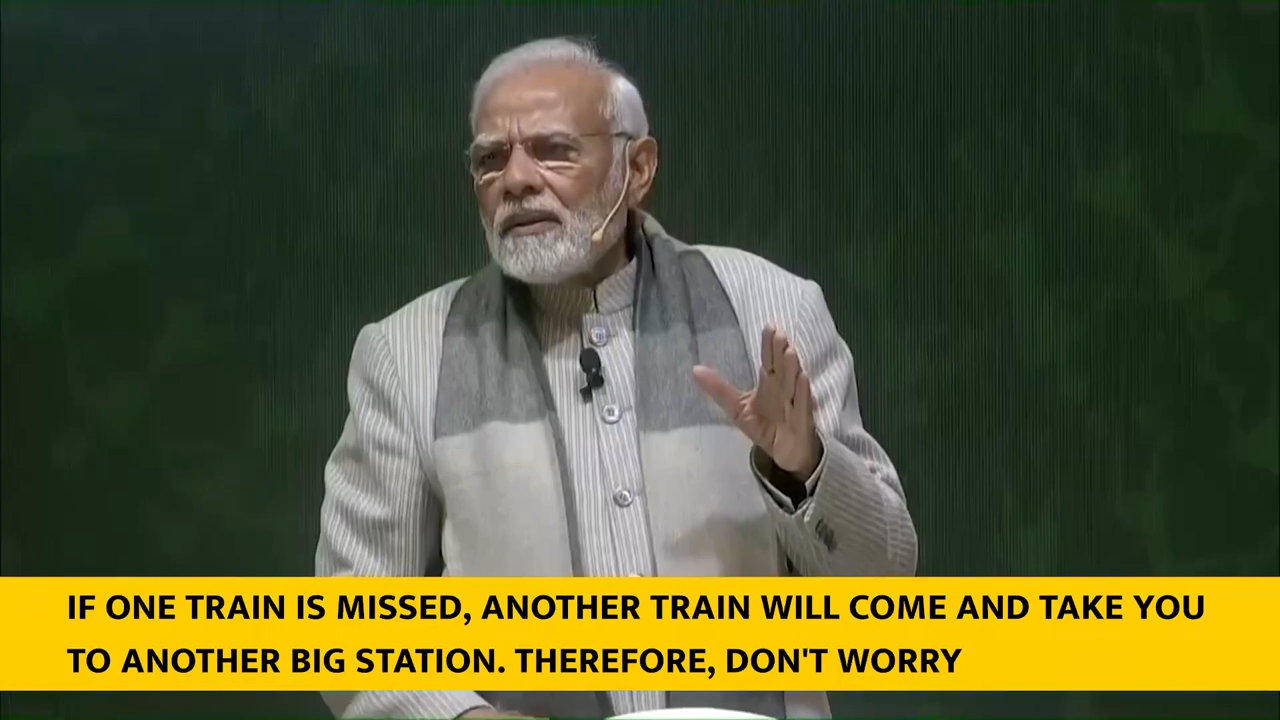 IF ONE TRAIN IS MISSED, ANOTHER TRAIN WILL COME AND TAKE YOU
TO ANOTHER BIG STATION. THEREFORE, DON'T WORRY